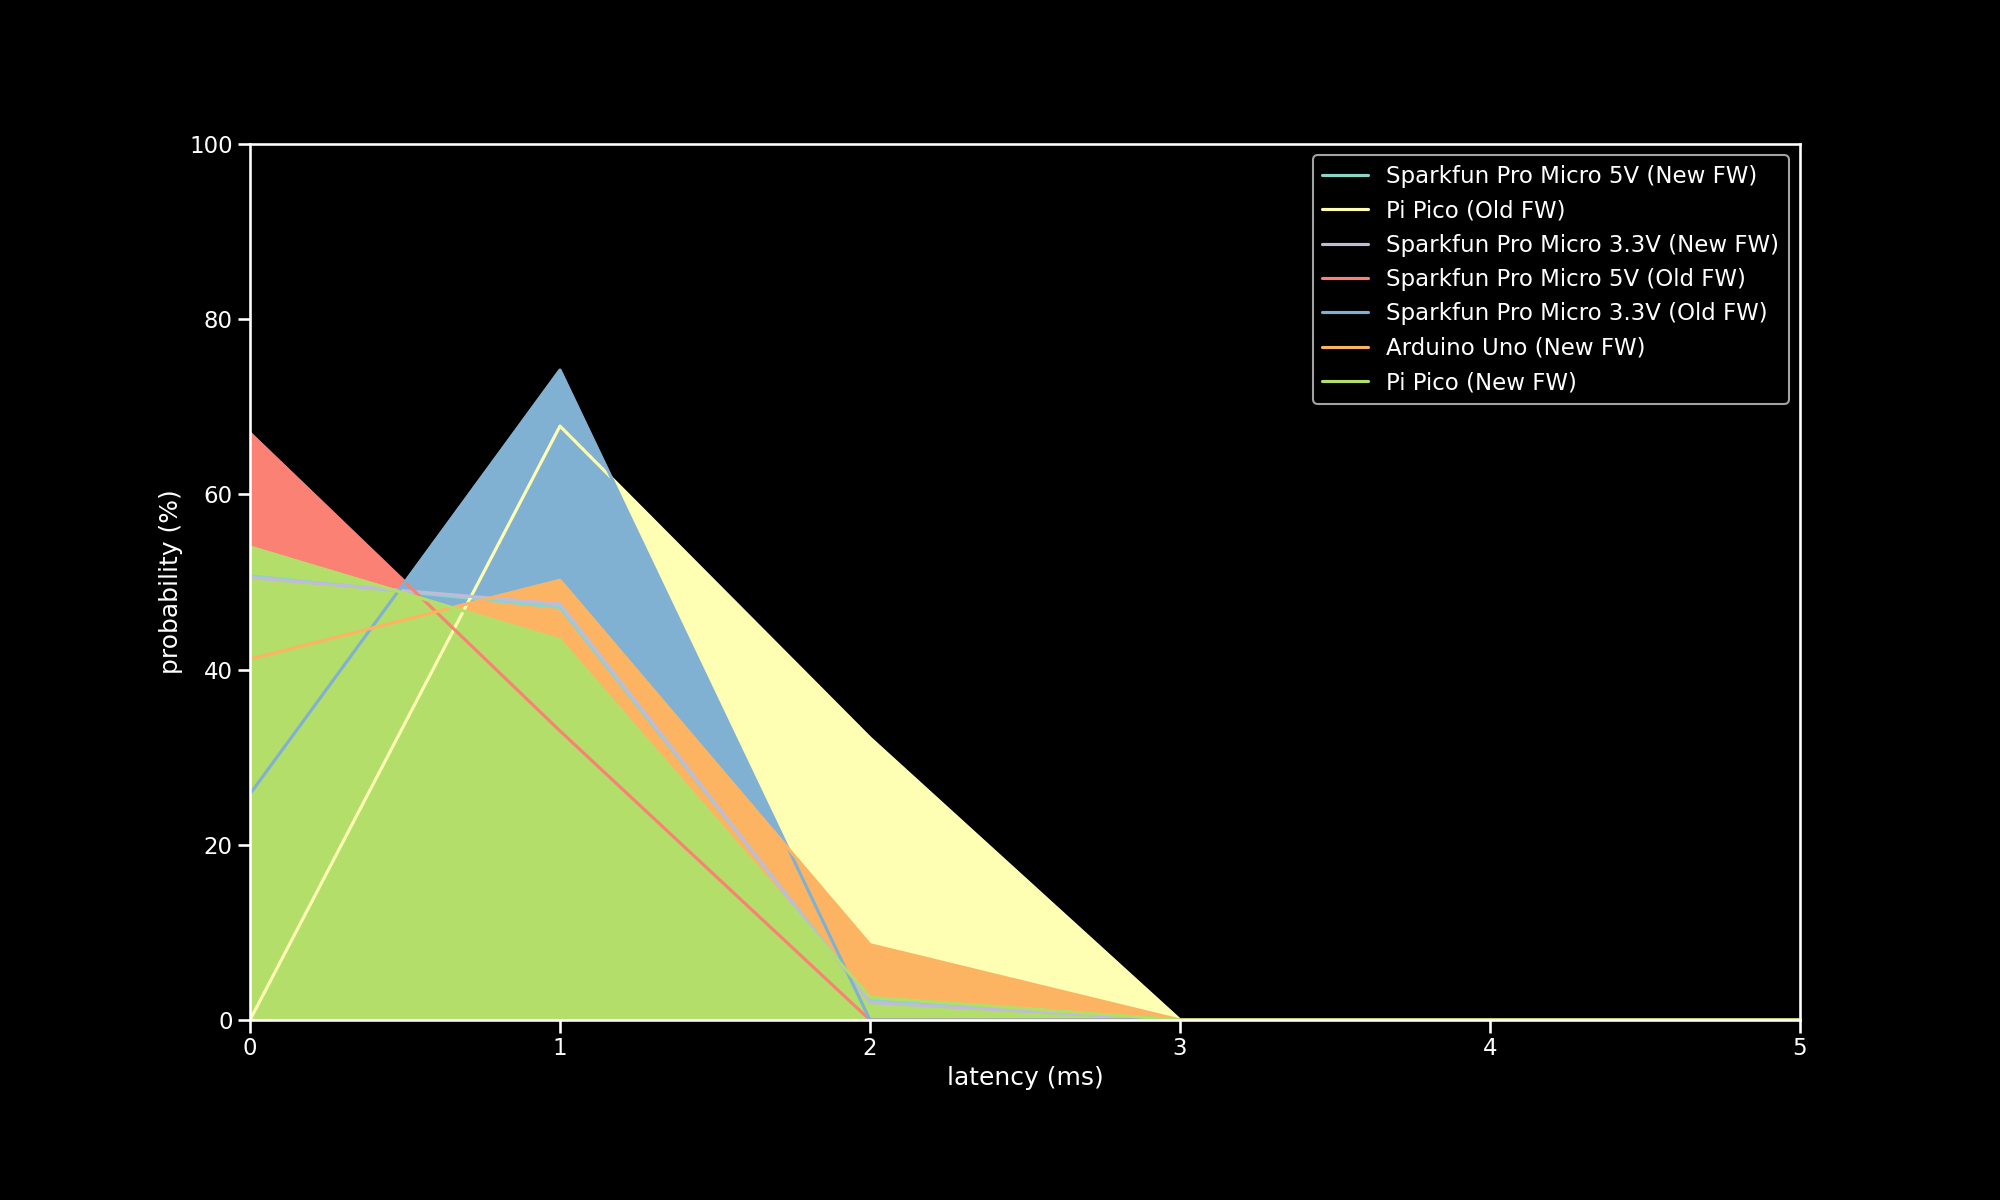 100
80
60
40
20
0
probability (%)
0 1 2 3 4 5
latency (ms)
Sparkfun Pro Micro 5V (New FW)
Pi Pico (Old FW)
Sparkfun Pro Micro 3.3V (New FW)
Sparkfun Pro Micro 5V (Old FW)
Sparkfun Pro Micro 3.3V (Old FW)
Arduino Uno (New FW)
Pi Pico (New FW)